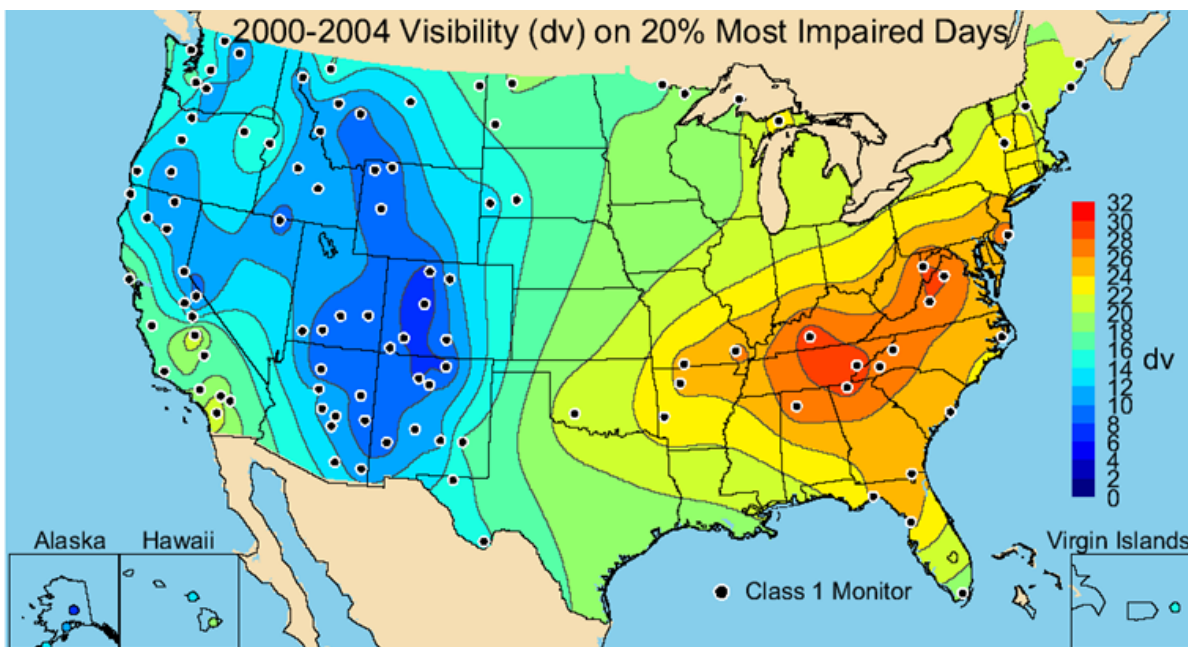 2000-2004 Visibility (dv) on 20% Most Impaired Days
32
30
28
26
24
22
20
18
16
14
12
10
8
6
4
2
0
dv
Alaska
Hawaii
Virgin Islands
Class 1 Monitor